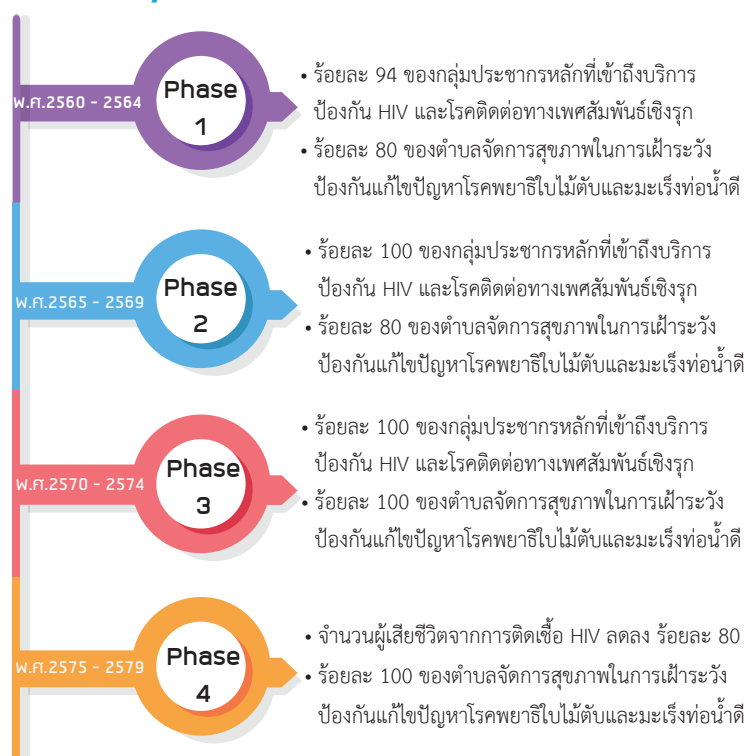 พ.ศ.2560 - 2564
Phase
1
• ร้อยละ 94 ของกลุ่มประชากรหลักที่เข้าถึงบริการ
ป้องกัน HIV และโรคติดต่อทางเพศสัมพันธ์เชิงรุก
• ร้อยละ 80 ของตำบลจัดการสุขภาพในการเฝ้าระวัง
ป้องกันแก้ไขปัญหาโรคพยาธิใบไม้ตับและมะเร็งท่อน้ำดี
พ.ศ.2565 - 2569
Phase
2
• ร้อยละ 100 ของกลุ่มประชากรหลักที่เข้าถึงบริการ
ป้องกัน HIV และโรคติดต่อทางเพศสัมพันธ์เชิงรุก
• ร้อยละ 80 ของตำบลจัดการสุขภาพในการเฝ้าระวัง
ป้องกันแก้ไขปัญหาโรคพยาธิใบไม้ตับและมะเร็งท่อน้ำดี
พ.ศ.2570 - 2574
Phase
3
• ร้อยละ 100 ของกลุ่มประชากรหลักที่เข้าถึงบริการ
ป้องกัน HIV และโรคติดต่อทางเพศสัมพันธ์เชิงรุก
• ร้อยละ 100 ของตำบลจัดการสุขภาพในการเฝ้าระวัง
ป้องกันแก้ไขปัญหาโรคพยาธิใบไม้ตับและมะเร็งท่อน้ำดี
พ.ศ.2575 - 2579
Phase
4
• จำนวนผู้เสียชีวิตจากการติดเชื้อ HIV ลดลง ร้อยละ 80
• ร้อยละ 100 ของตำบลจัดการสุขภาพในการเฝ้าระวัง
ป้องกันแก้ไขปัญหาโรคพยาธิใบไม้ตับและมะเร็งท่อน้ำดี